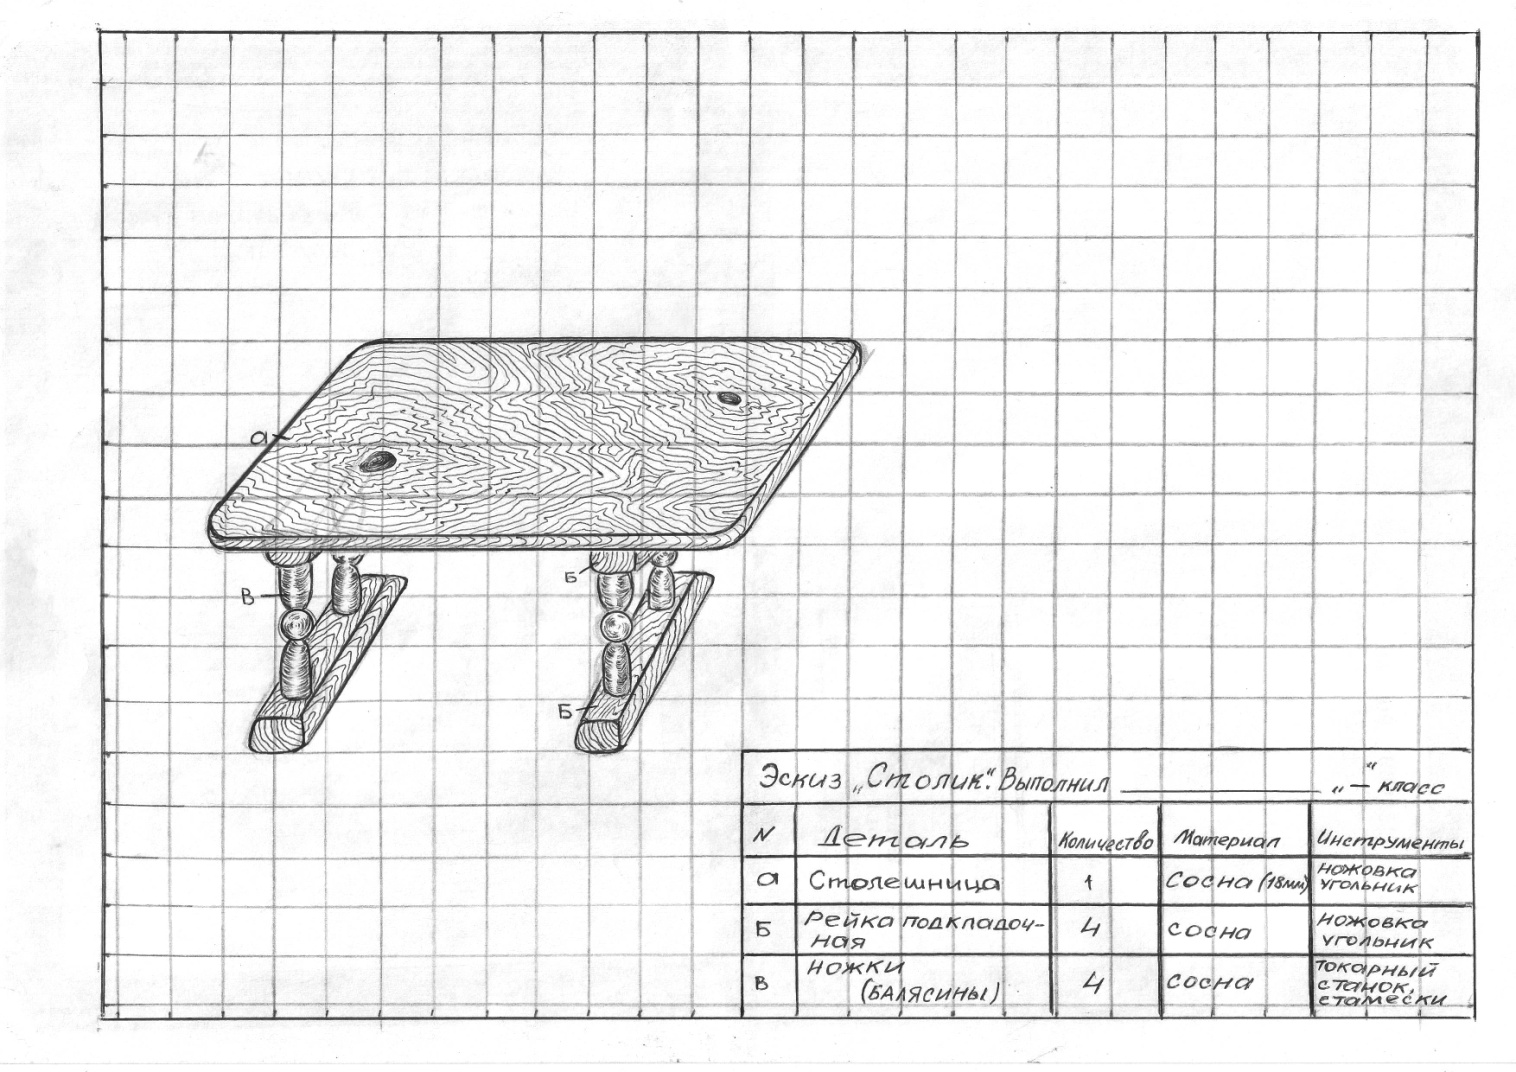 а
В
Б
Б
Эскиз „Столик“. Выполнил __________ „—“ класс
N Деталь Количество Материал Инструменты
а Столешница 1 сосна (18мм) ножовка
угольник
Б Рейка подкладоч-
ная 4 сосна ножовка
угольник
В ножки
(балясины) 4 сосна токарный
станок,
стамески